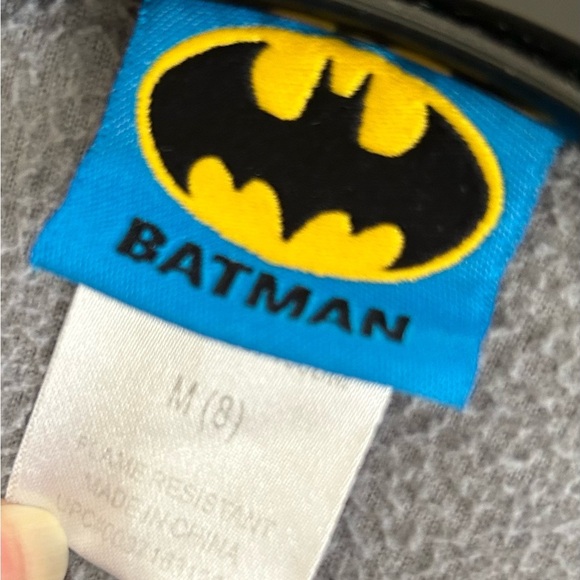 BATMAN
M (8)
FLAME RESISTANT
MADE IN CHINA